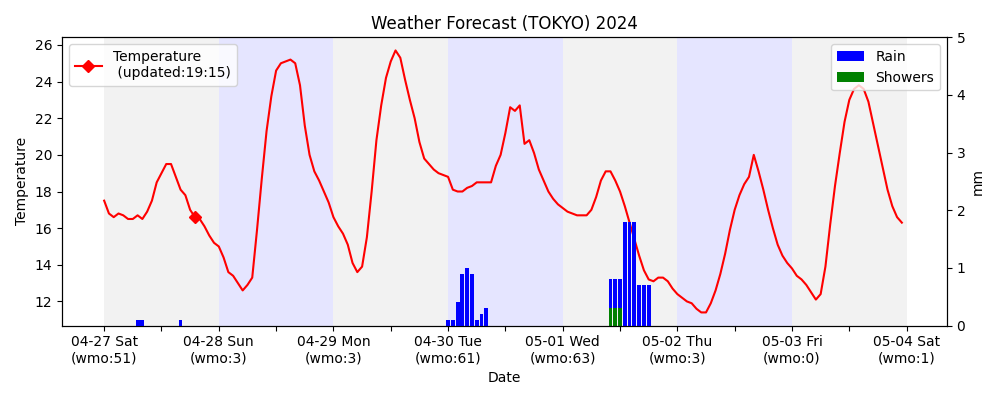 Weather Forecast (TOKYO) 2024
Temperature
(updated:19:15)
Rain
Showers
26
24
22
20
18
16
14
12
Temperature
5
4
3
2
1
0
mm
04-27 Sat
(wmo:51)
04-28 Sun
(wmo:3)
04-29 Mon
(wmo:3)
04-30 Tue
(wmo:61)
05-01 Wed
(wmo:63)
05-02 Thu
(wmo:3)
05-03 Fri
(wmo:0)
05-04 Sat
(wmo:1)
Date